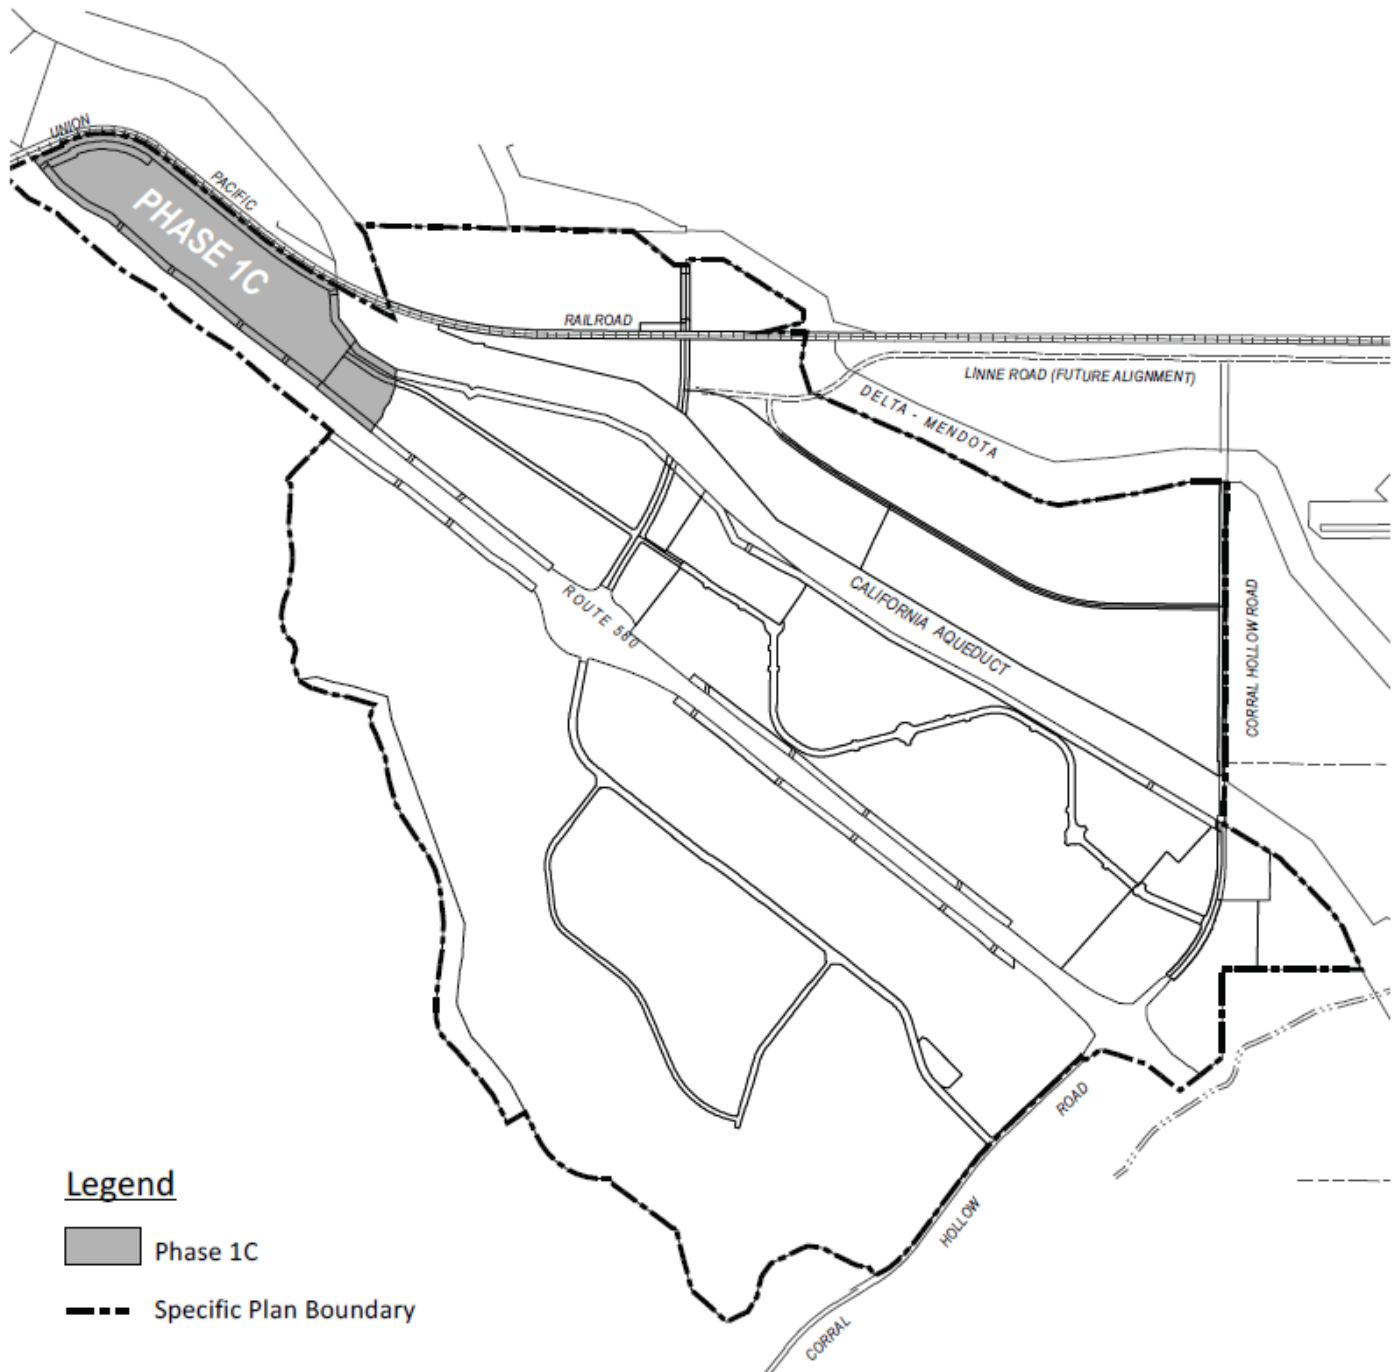 UNION
PACIFIC
PHASE 1C
RAILROAD
LINNE ROAD (FUTURE ALIGNMENT)
DELTA - MENDOTA
CALIFORNIA AQUEDUCT
ROUTE 580
CORRAL HOLLOW ROAD
ROAD
HOLLOW
CORRAL
Legend
Phase 1C
Specific Plan Boundary